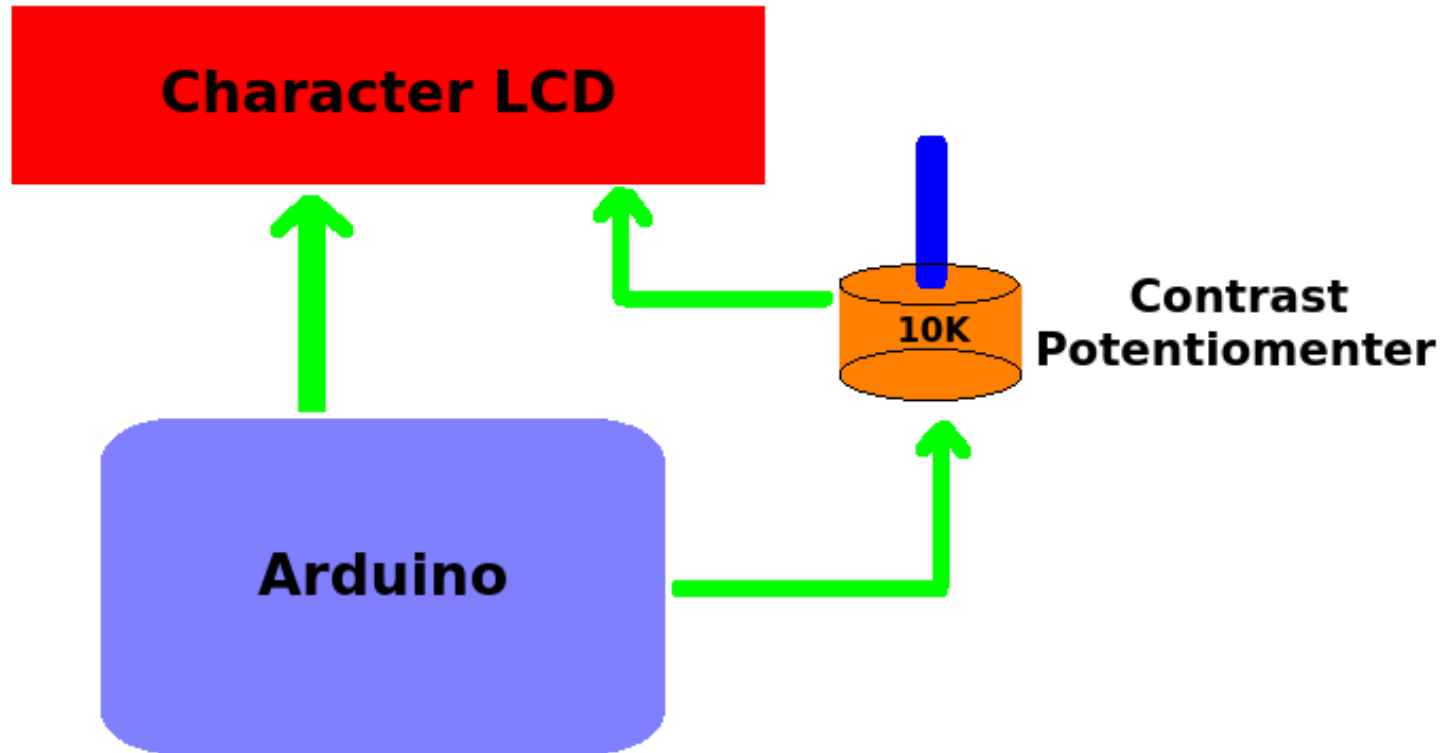 Character LCD
Contrast
Potentiomenter
10K
Arduino